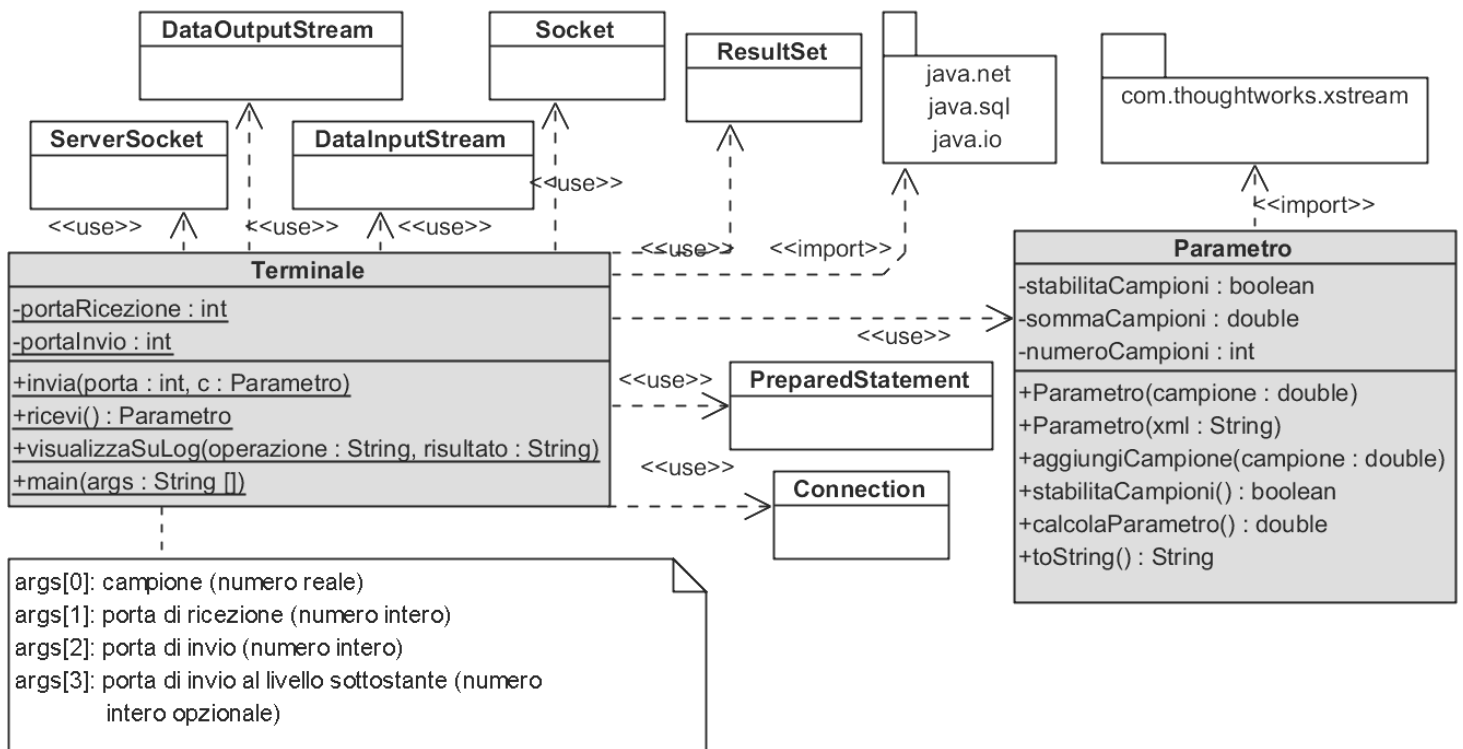 DataOutputStream
Socket
ResultSet
java.net
java.sql
java.io
com.thoughtworks.xstream
ServerSocket
DataInputStream
<<use>>
<<use>>
<<use>>
<<use>>
<<use>>
<<import>>
<<import>>
Terminale
-portaRicezione : int
-portaInvio : int
+invia(porta : int, c : Parametro)
+ricevi() : Parametro
+visualizzaSuLog(operazione : String, risultato : String)
+main(args : String [])
<<use>>
<<use>>
PreparedStatement
<<use>>
Connection
Parametro
-stabilitaCampioni : boolean
-sommaCampioni : double
-numeroCampioni : int
+Parametro(campione : double)
+Parametro(xml : String)
+aggiungiCampione(campione : double)
+stabilitaCampioni() : boolean
+calcolaParametro() : double
+toString() : String
args[0]: campione (numero reale)
args[1]: porta di ricezione (numero intero)
args[2]: porta di invio (numero intero)
args[3]: porta di invio al livello sottostante (numero
intero opzionale)